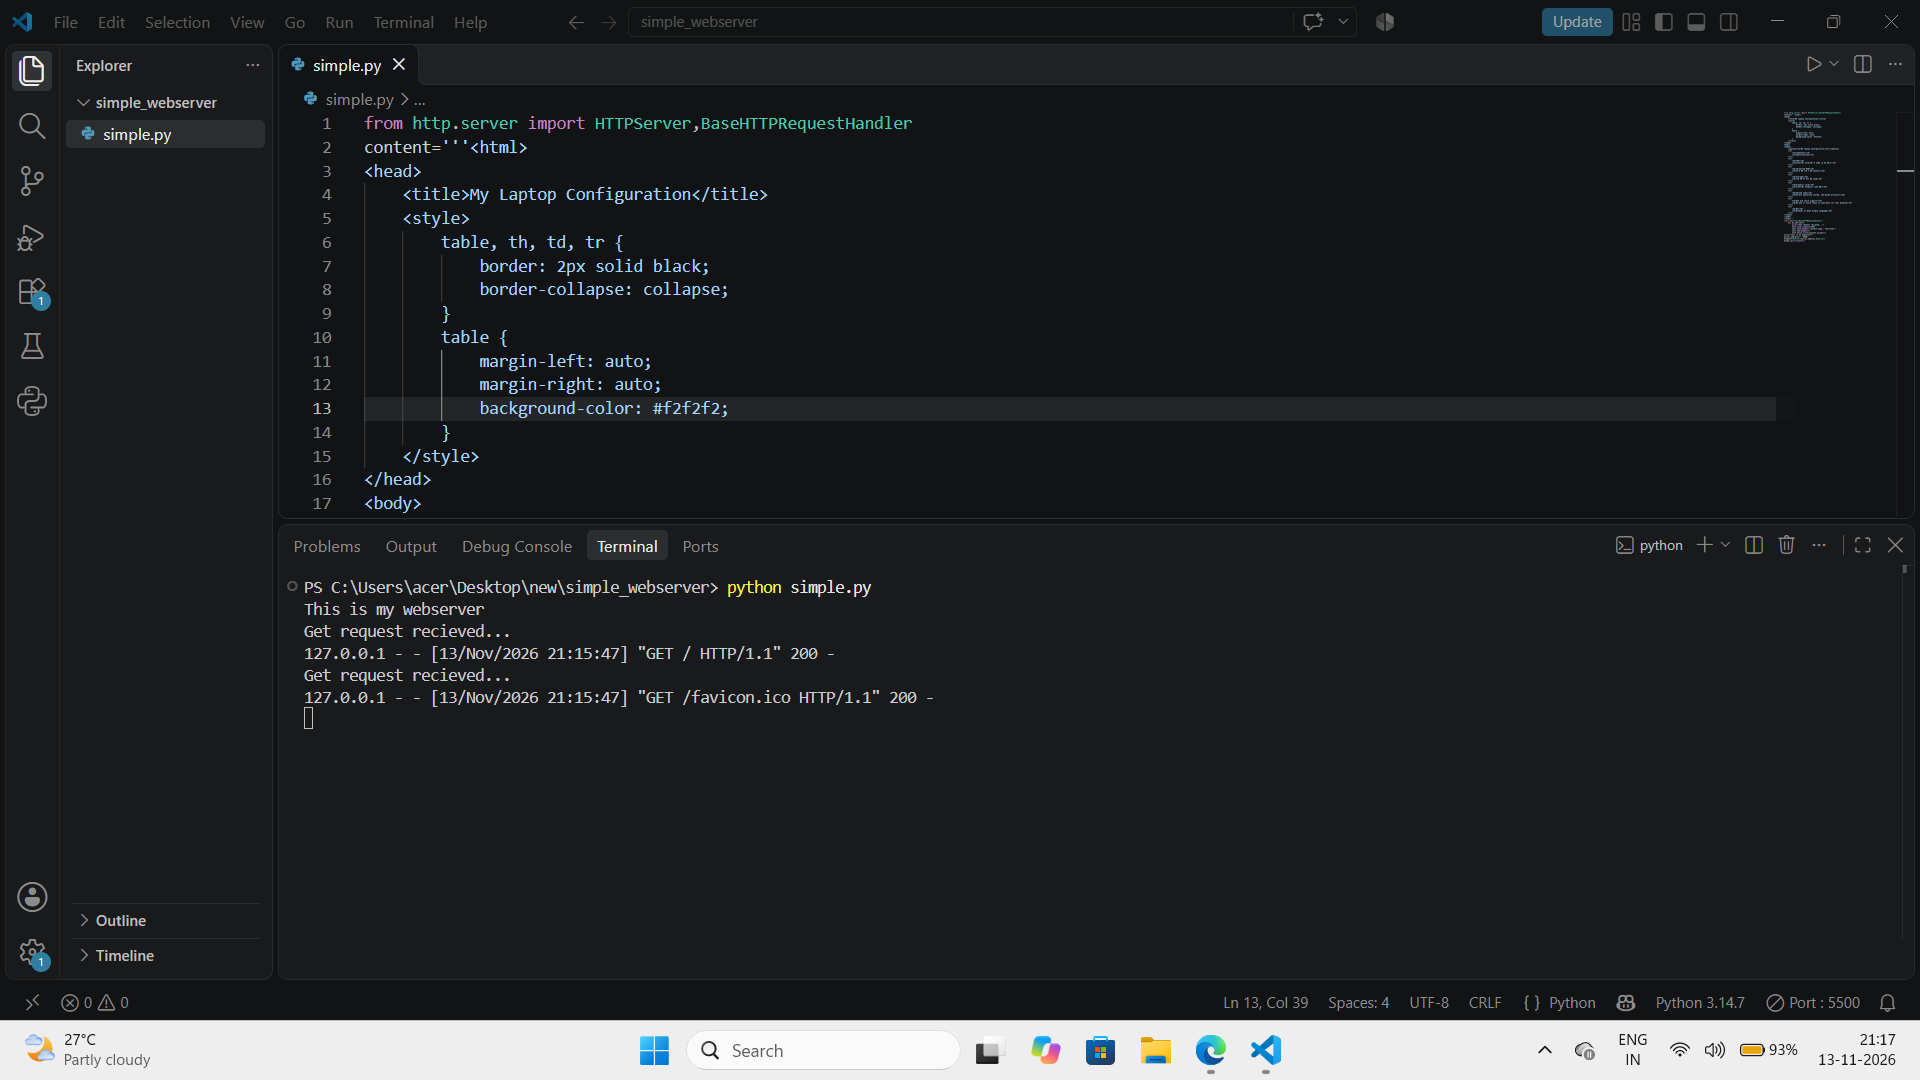 File Edit Selection View Go Run Terminal Help
simple_webserver
Update
Explorer
simple_webserver
simple.py
simple.py
simple.py > ...
1 from http.server import HTTPServer,BaseHTTPRequestHandler
2 content='''<html>
3 <head>
4     <title>My Laptop Configuration</title>
5     <style>
6         table, th, td, tr {
7             border: 2px solid black;
8             border-collapse: collapse;
9         }
10         table {
11             margin-left: auto;
12             margin-right: auto;
13             background-color: #f2f2f2;
14         }
15     </style>
16 </head>
17 <body>
Problems Output Debug Console Terminal Ports
python
PS C:\Users\acer\Desktop\new\simple_webserver> python simple.py
This is my webserver
Get request recieved...
127.0.0.1 - - [13/Nov/2026 21:15:47] "GET / HTTP/1.1" 200 -
Get request recieved...
127.0.0.1 - - [13/Nov/2026 21:15:47] "GET /favicon.ico HTTP/1.1" 200 -
1
Outline
1
Timeline
0 0
Ln 13, Col 39 Spaces: 4 UTF-8 CRLF { } Python Python 3.14.7 Port : 5500
27°C
Partly cloudy
Search
ENG
IN
93%
21:17
13-11-2026